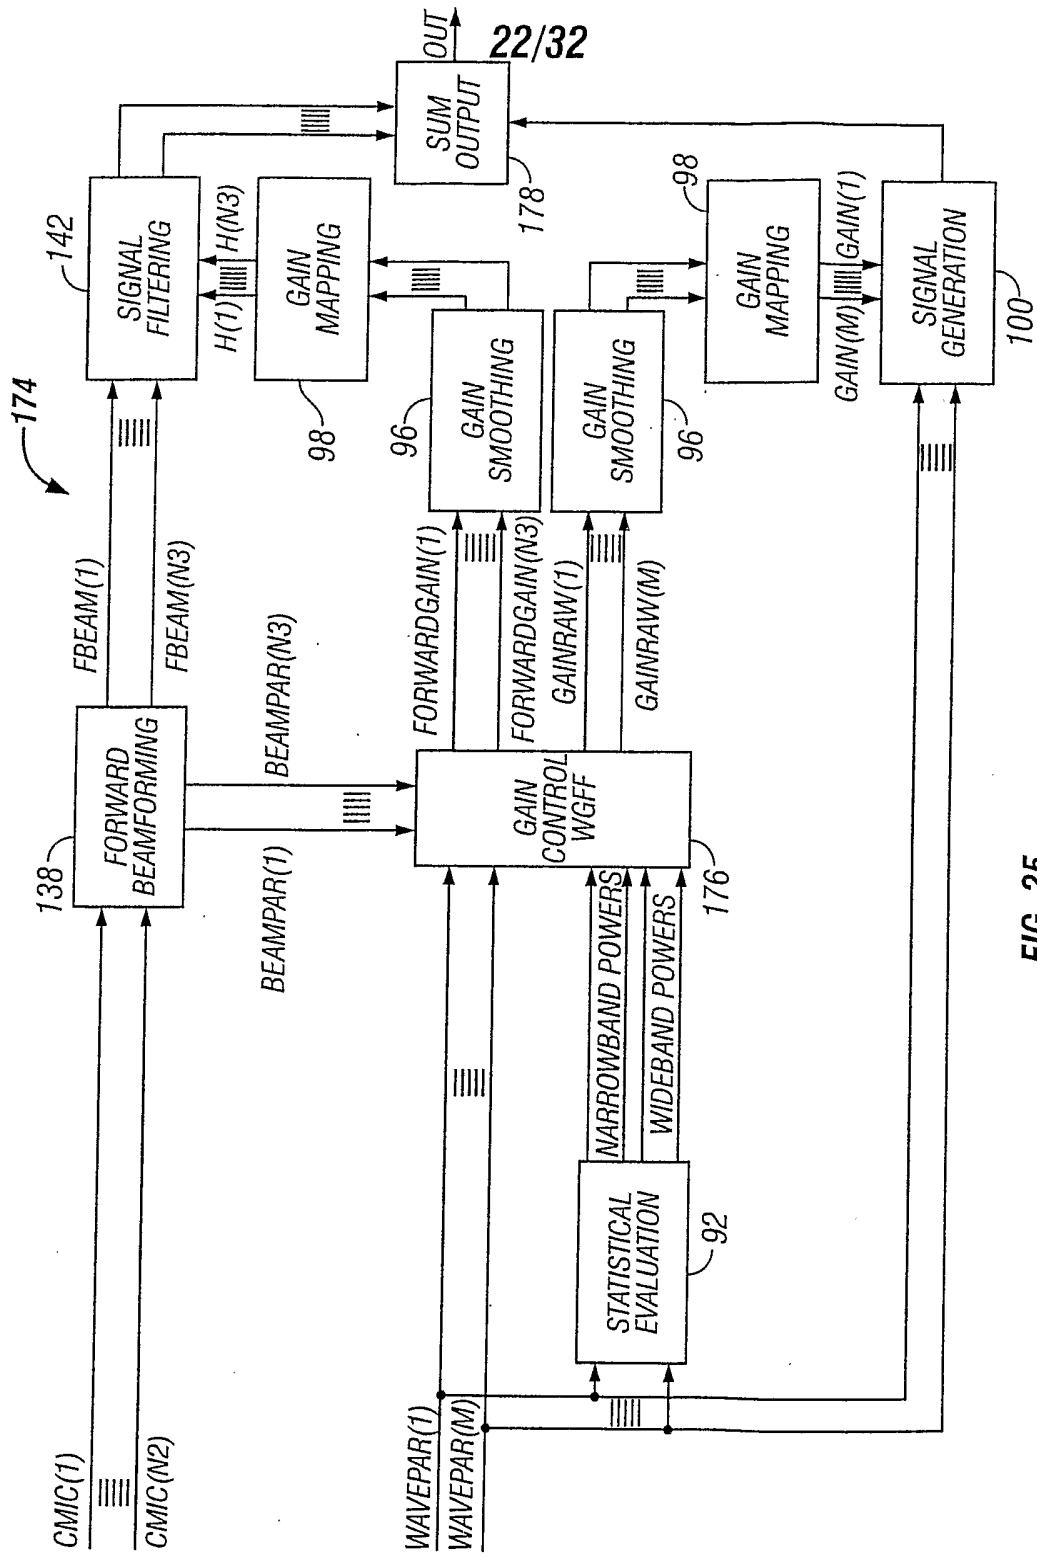 22/32
174
CMIC(1)
CMIC(N2)
138
FORWARD
BEAMFORMING
FBEAM(1)
FBEAM(N3)
142
SIGNAL
FILTERING
BEAMPAR(1)
BEAMPAR(N3)
H(1)
H(N3)
98
GAIN
MAPPING
SUM
OUTPUT
178
OUT
WAVEPAR(1)
WAVEPAR(M)
GAIN
CONTROL
WGFF
176
FORWARDGAIN(1)
FORWARDGAIN(N3)
96
GAIN
SMOOTHING
GAINRAW(1)
GAINRAW(M)
GAIN
SMOOTHING
96
STATISTICAL
EVALUATION
92
NARROWBAND POWERS
WIDEBAND POWERS
98
GAIN
MAPPING
GAIN(M)
GAIN(1)
SIGNAL
GENERATION
100
FIG. 25